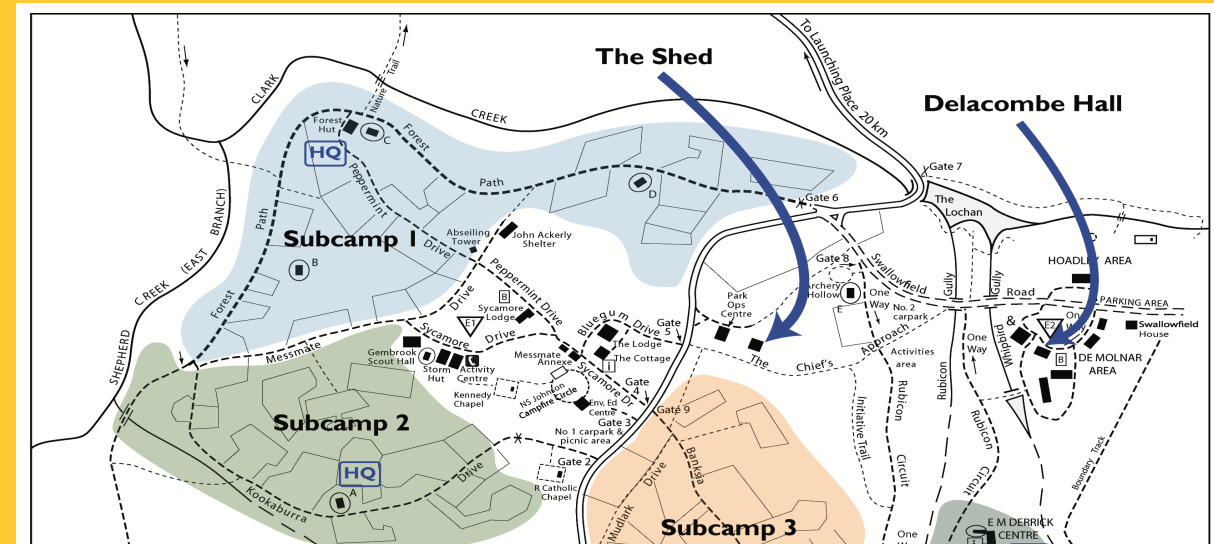 The Shed
Delacombe Hall
To Launching Place 20 km
CLARK
CREEK
Nature Trail
Forest
Hut
HQ
C
Forest
Path
Peppermint
Drive
D
Gate 6
Gate 7
The
Lochan
Path
Forest
Subcamp 1
B
Abseiling
Tower
John Ackerly
Shelter
SHEPHERD
CREEK
(EAST
BRANCH)
Gate 8
Archery
Hollow
E
Swallowfield
Road
One
Way
No. 2
carpark
Gully
Gully
HOADLEY AREA
PARKING AREA
Peppermint Drive
Drive
B
Sycamore
Lodge
E1
Sycamore
Drive
Park
Ops
Centre
Bluegum
Drive
Gate
5
The Lodge
The Cottage
i
The
Chief's
Approach
Activities
area
&
E2
One
Way
B
Swallowfield
House
DE MOLNAR
AREA
One
Way
Whipbird
Messmate
Gembrook
Scout Hall
Storm
Hut
Activity
Centre
Messmate
Annexe
Kennedy
Chapel
NS Johnson
Campfire Circle
Sycamore Dr
Env, Ed
Centre
Gate
Gate 3
Gate 9
No 1 carpark &
picnic area
Gate 2
R Catholic
Chapel
Subcamp 2
HQ
A
Kookaburra
Drive
Banksia
Drive
Mudlark
Subcamp 3
Initiative Trail
Rubicon
Circuit
One
Rubicon
Rubicon
Circuit
Boundary Track
E M DERRICK
CENTRE